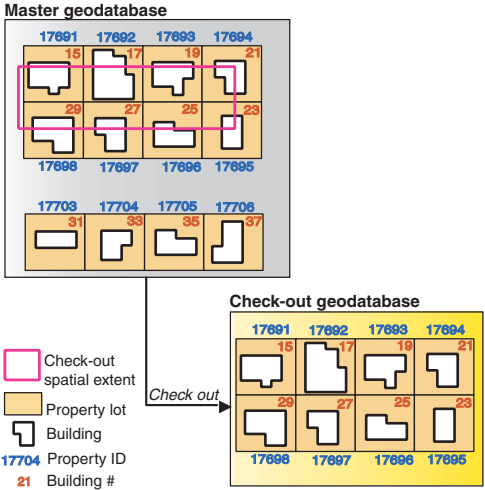 Master geodatabase
17691 17692 17693 17694
15 17 19 21
29 27 25 23
17698 17697 17696 17695
17703 17704 17705 17706
31 33 35 37
Check-out geodatabase
17691 17692 17693 17694
15 17 19 21
29 27 25 23
17698 17697 17696 17695
Check out
Check-out
spatial extent
Property lot
Building
17704 Property ID
21 Building #